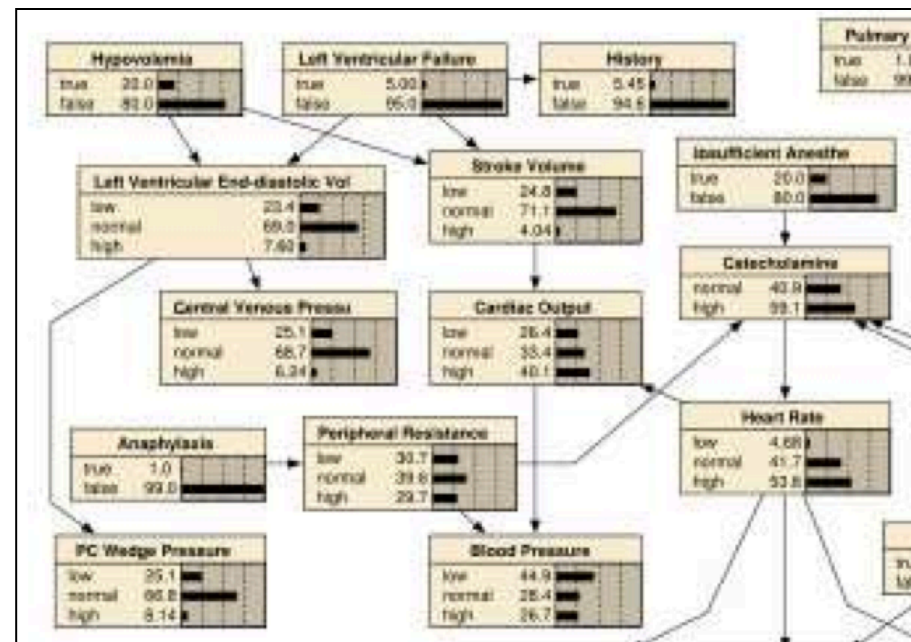 Hypovolemia
true 20.0
false 80.0
Left Ventricular Failure
true 5.00
false 95.0
History
true 5.45
false 94.6
Pulmary
true
false
Insufficient Anesthe
true 20.0
false 80.0
Left Ventricular End-diastolic Vol
low 23.4
normal 69.0
high 7.60
Stroke Volume
low 24.8
normal 71.1
high 4.04
Catecholamine
normal 40.9
high 59.1
Central Venous Pressu
low 25.1
normal 68.7
high 6.24
Cardiac Output
low 26.4
normal 33.4
high 40.1
Heart Rate
low 4.68
normal 41.7
high 53.6
Anaphylaxis
true 1.0
false 99.0
Peripheral Resistance
low 30.7
normal 39.6
high 29.7
PC Wedge Pressure
low 25.1
normal 66.8
high 8.14
Blood Pressure
low 44.9
normal 28.4
high 26.7